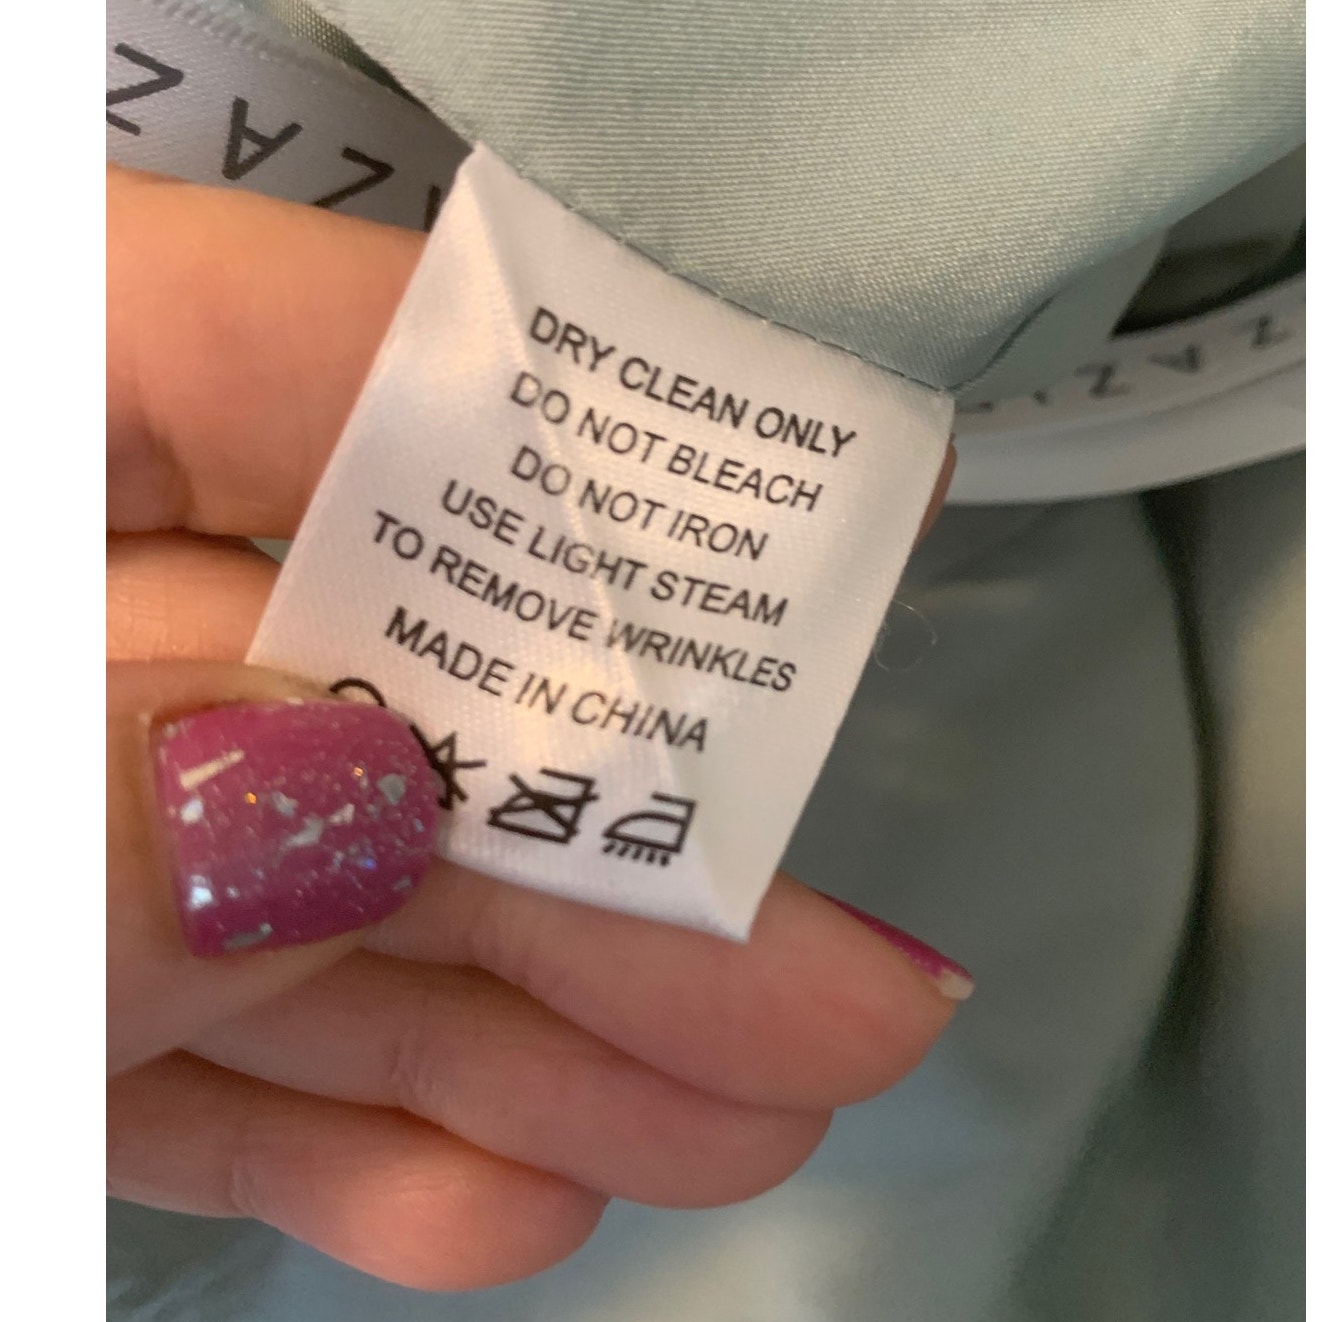 DRY CLEAN ONLY
DO NOT BLEACH
DO NOT IRON
USE LIGHT STEAM
TO REMOVE WRINKLES
MADE IN CHINA